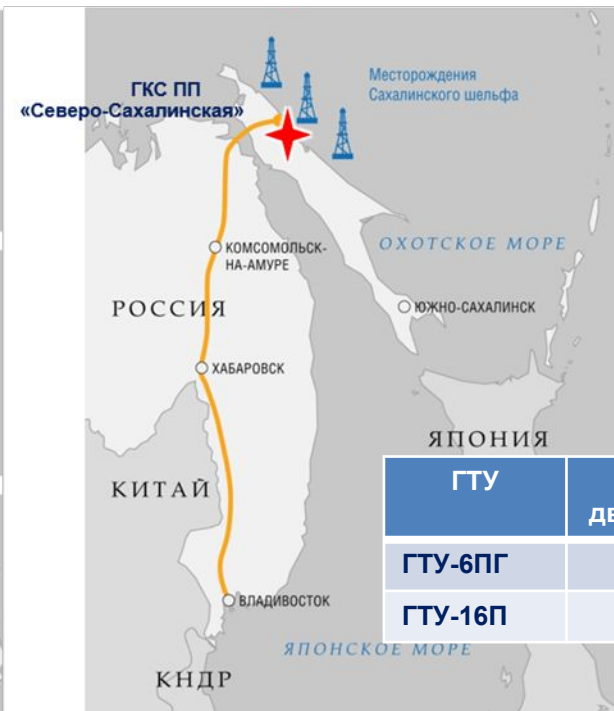 ГКС ПП
«Северо-Сахалинская»
Месторождения
Сахалинского шельфа
КОМСОМОЛЬСК-
НА-АМУРЕ
ОХОТСКОЕ МОРЕ
РОССИЯ
ЮЖНО-САХАЛИНСК
ХАБАРОВСК
ЯПОНИЯ
КИТАЙ
ГТУ
ГТУ-6ПГ
ГТУ-16П
ВЛАДИВОСТОК
ЯПОНСКОЕ МОРЕ
КНДР